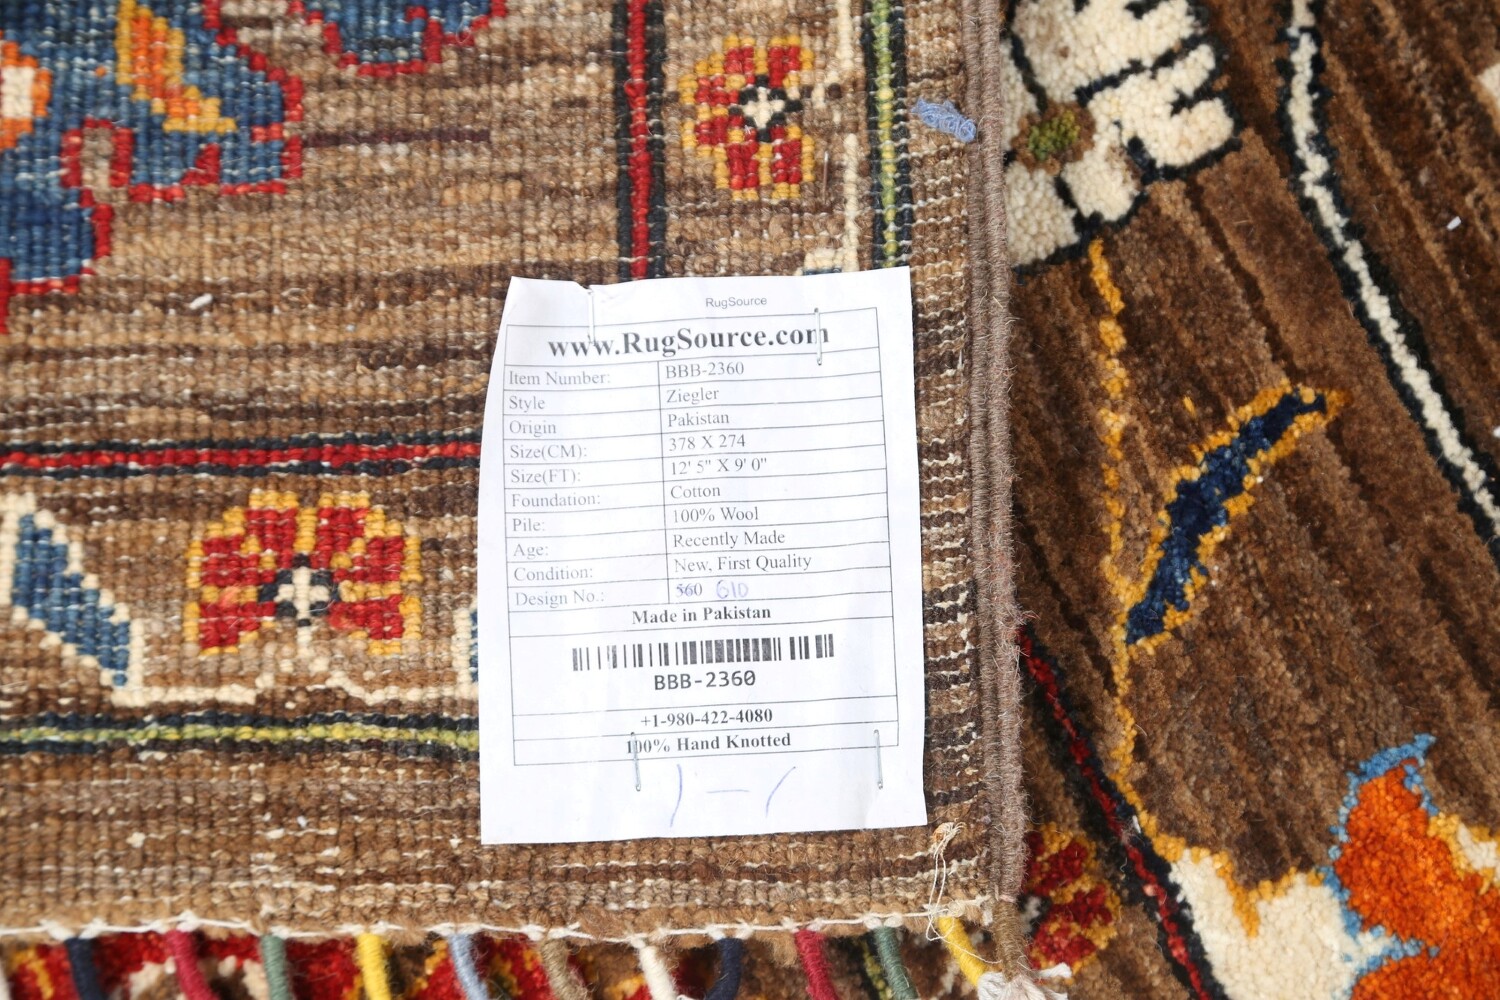 RugSource
www.RugSource.com
Item Number: BBB-2360
Style Ziegler
Origin Pakistan
Size(CM): 378 X 274
Size(FT): 12' 5" X 9' 0"
Foundation: Cotton
Pile: 100% Wool
Age: Recently Made
Condition: New, First Quality
Design No.: 560 610
Made in Pakistan
BBB-2360
+1-980-422-4080
100% Hand Knotted
1-1